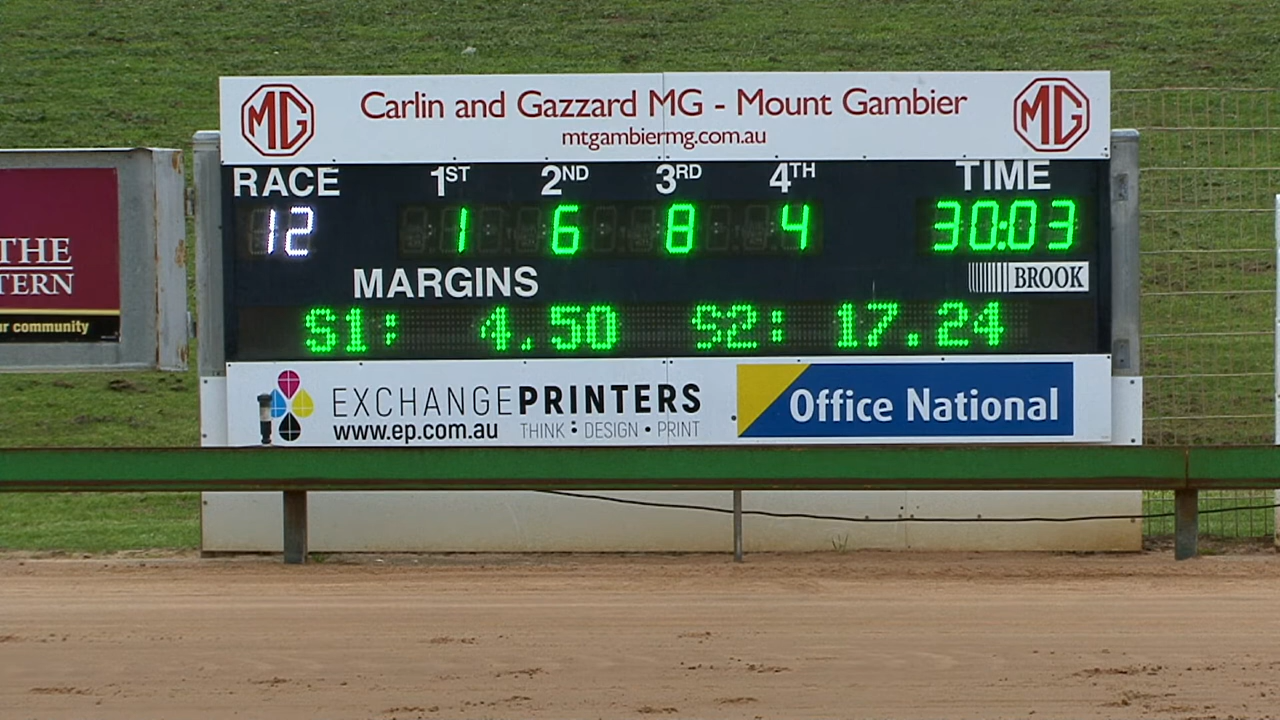 MG Carlin and Gazzard MG - Mount Gambier MG
mtgambiermg.com.au
RACE 1ST 2ND 3RD 4TH TIME
12 1 6 8 4 30:03
MARGINS BROOK
S1: 4.50 S2: 17.24
EXCHANGEPRINTERS
www.ep.com.au THINK • DESIGN • PRINT
Office National
THE
TERN
ur community